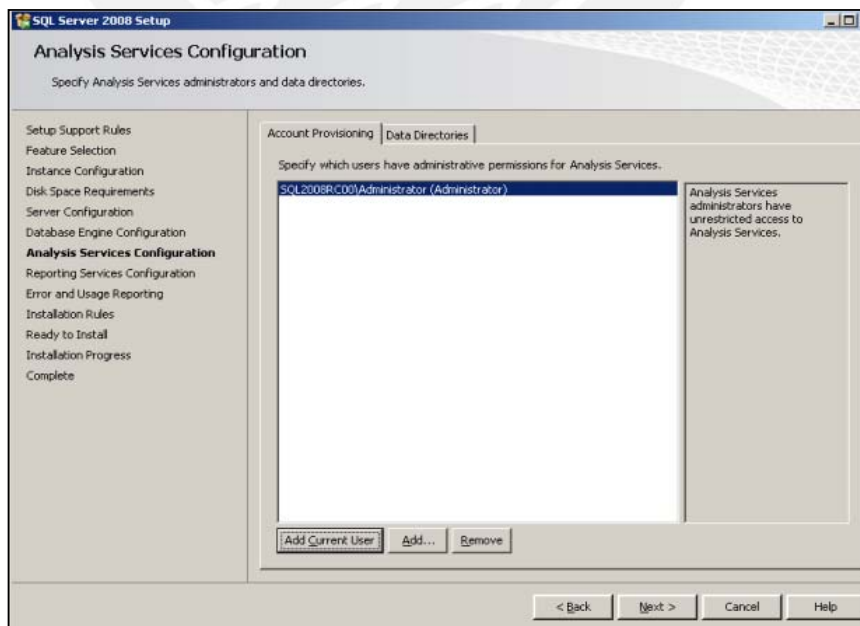 SQL Server 2008 Setup
Analysis Services Configuration
Specify Analysis Services administrators and data directories.
Setup Support Rules
Feature Selection
Instance Configuration
Disk Space Requirements
Server Configuration
Database Engine Configuration
Analysis Services Configuration
Reporting Services Configuration
Error and Usage Reporting
Installation Rules
Ready to Install
Installation Progress
Complete
Account Provisioning Data Directories
Specify which users have administrative permissions for Analysis Services.
SQL2008RC00\Administrator (Administrator)
Analysis Services
administrators have
unrestricted access to
Analysis Services.
Add Current User Add... Remove
< Back Next > Cancel Help